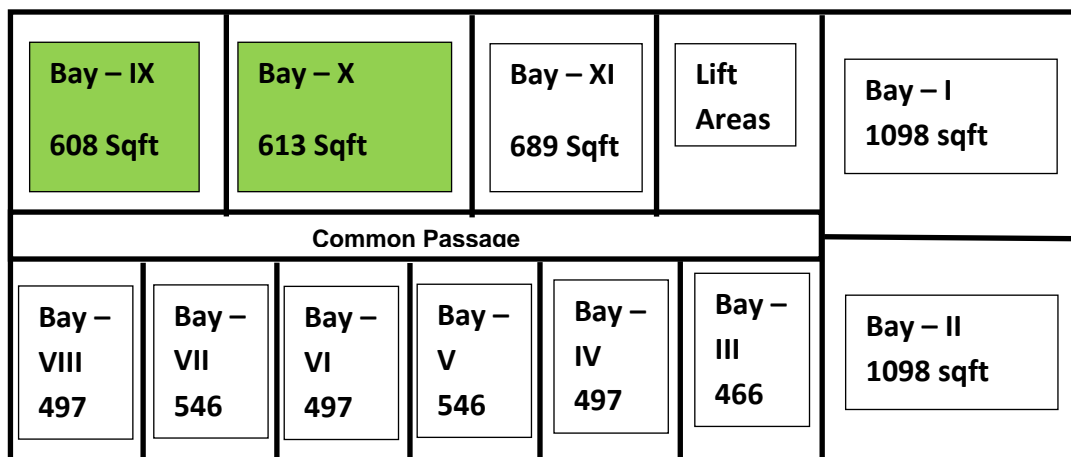 Bay – IX
608 Sqft
Bay – X
613 Sqft
Bay – XI
689 Sqft
Lift
Areas
Bay – I
1098 sqft
Common Passage
Bay –
VIII
497
Bay –
VII
546
Bay –
VI
497
Bay –
V
546
Bay –
IV
497
Bay –
III
466
Bay – II
1098 sqft